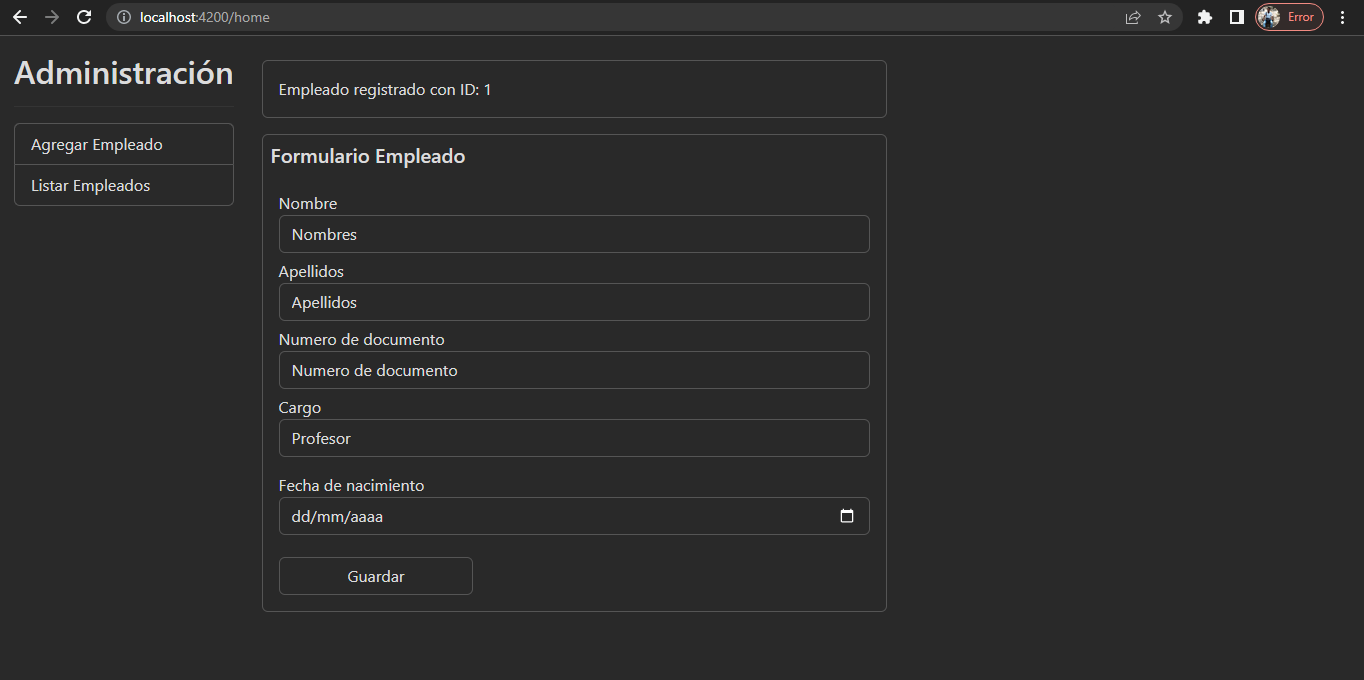 localhost:4200/home
Error
Administración
Agregar Empleado
Listar Empleados
Empleado registrado con ID: 1
Formulario Empleado
Nombre
Nombres
Apellidos
Apellidos
Numero de documento
Numero de documento
Cargo
Profesor
Fecha de nacimiento
dd/mm/aaaa
Guardar